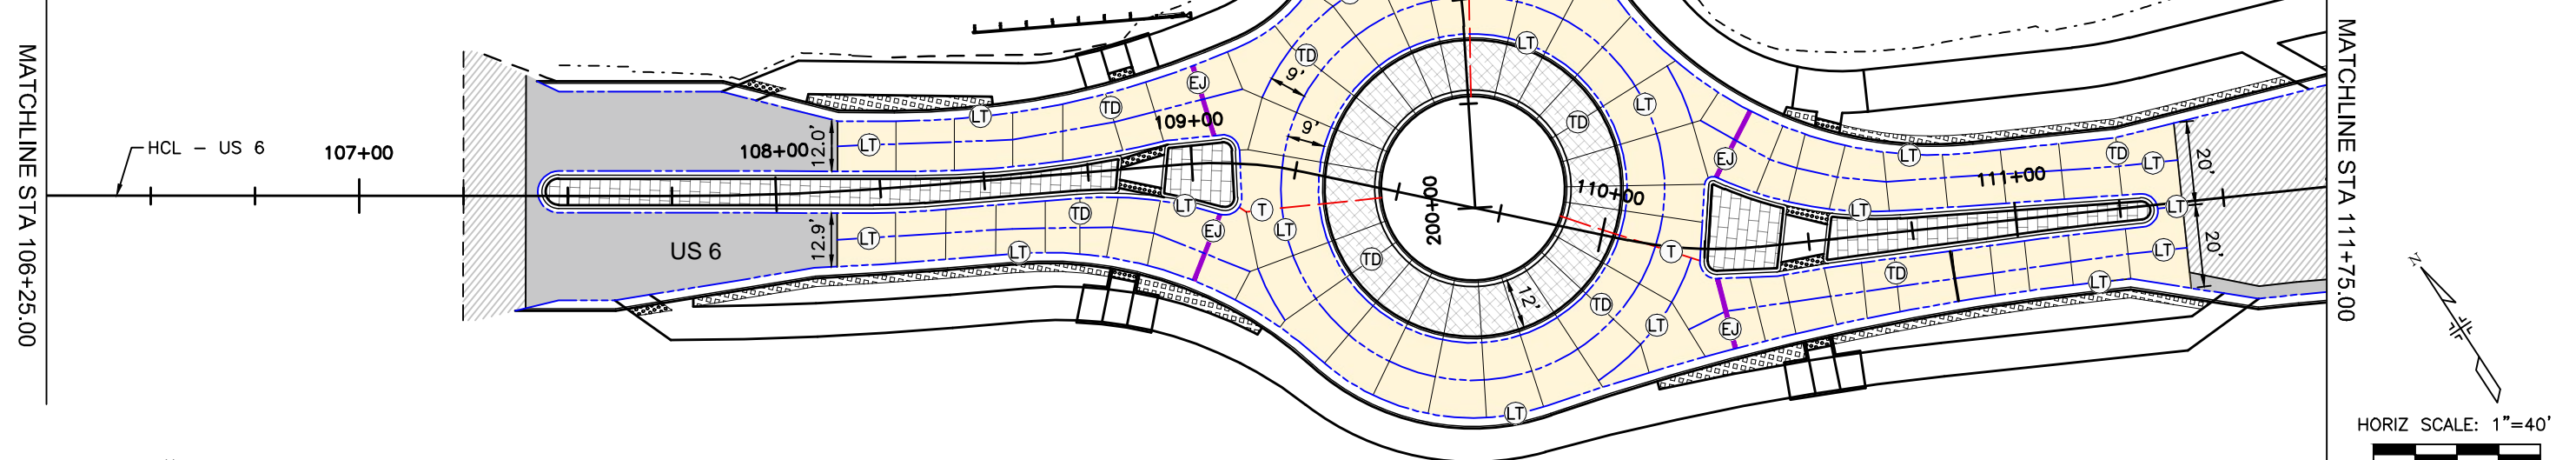 MATCHLINE STA 106+25.00
HCL - US 6
107+00
108+00
109+00
12.0'
12.9'
US 6
LT
LT
TD
EJ
TD
LT
9'
9'
TD
LT
TD
LT
LT
LT
EJ
T
LT
TD
200+00
12'
110+00
T
TD
LT
LT
EJ
EJ
LT
LT
TD
111+00
TD
LT
LT
LT
LT
20'
20'
MATCHLINE STA 111+75.00
HORIZ SCALE: 1"=40'